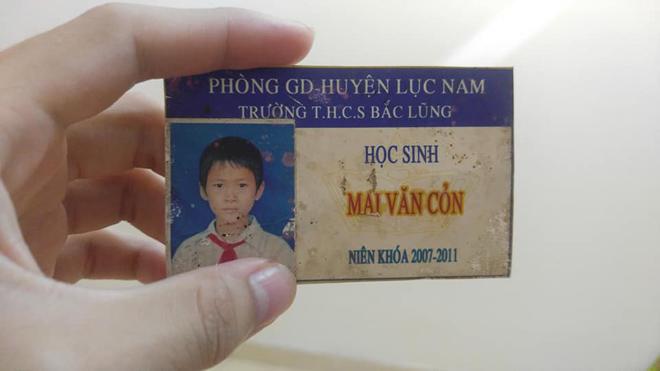 PHÒNG GD-HUYỆN LỤC NAM
TRƯỜNG T.H.C.S BẮC LŨNG
HỌC SINH
MAI VĂN CỎN
NIÊN KHÓA 2007-2011